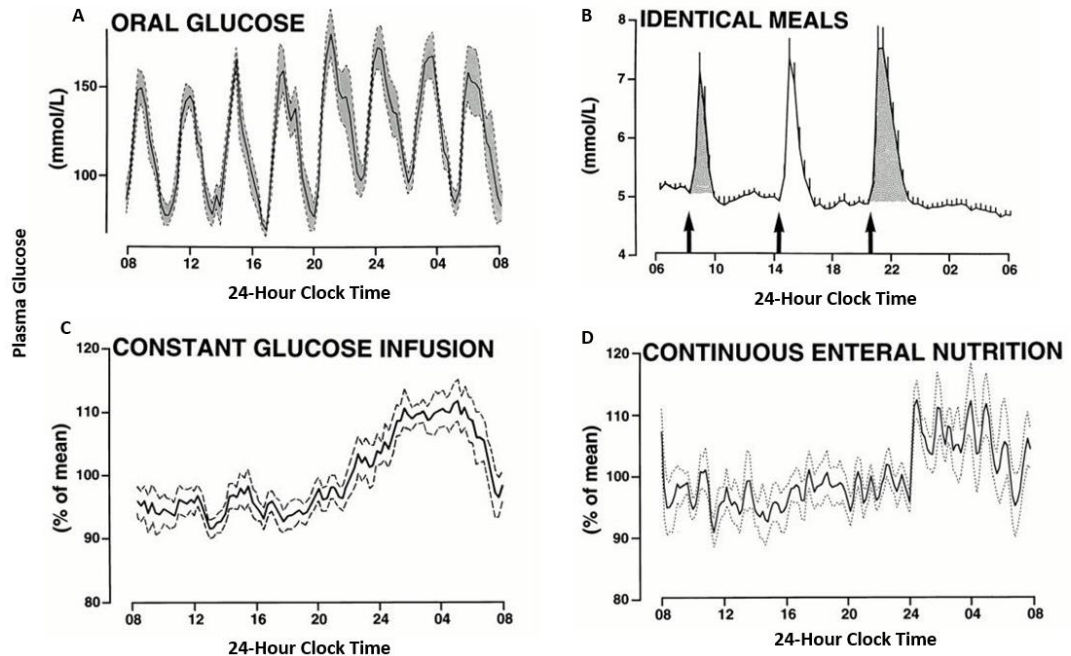 A
ORAL GLUCOSE
(mmol/L)
150
100
08 12 16 20 24 04 08
24-Hour Clock Time
B
IDENTICAL MEALS
(mmol/L)
8
7
6
5
4
06 10 14 18 22 02 06
24-Hour Clock Time
Plasma Glucose
C
CONSTANT GLUCOSE INFUSION
(% of mean)
120
110
100
90
80
08 12 16 20 24 04 08
24-Hour Clock Time
D
CONTINUOUS ENTERAL NUTRITION
(% of mean)
120
110
100
90
80
08 12 16 20 24 04 08
24-Hour Clock Time